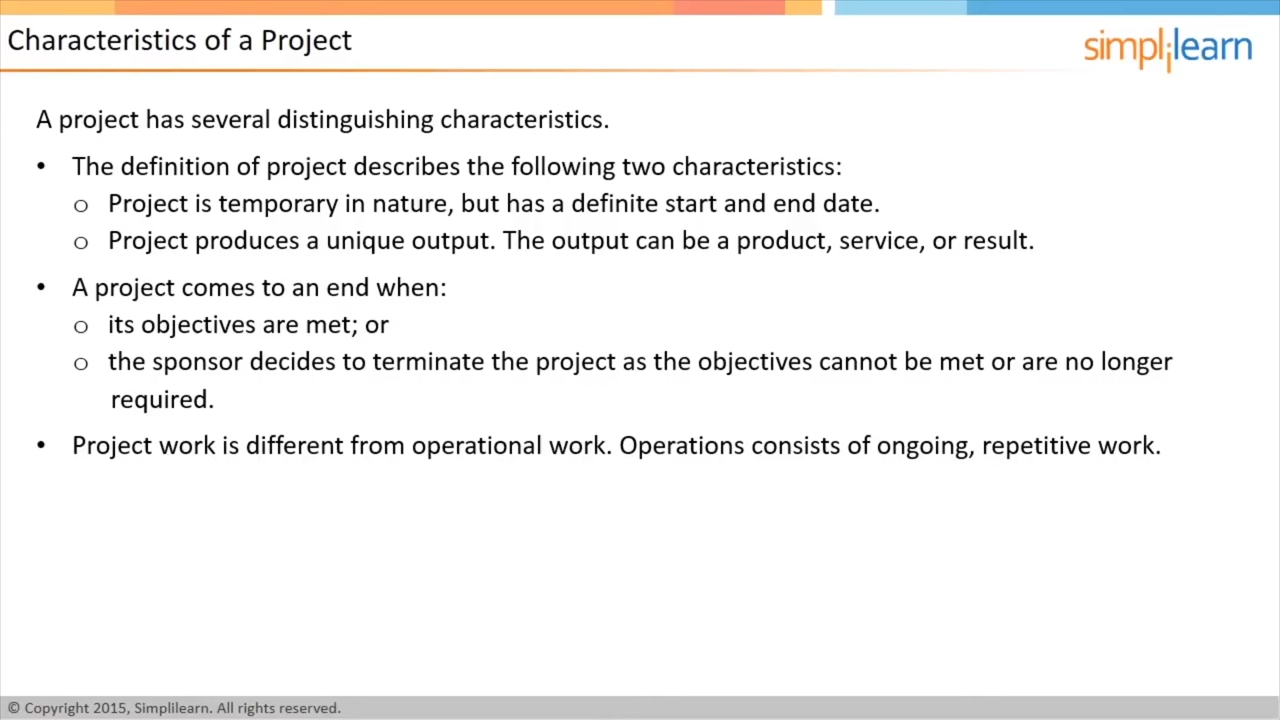 Characteristics of a Project
simplilearn
A project has several distinguishing characteristics.
• The definition of project describes the following two characteristics:
o Project is temporary in nature, but has a definite start and end date.
o Project produces a unique output. The output can be a product, service, or result.
• A project comes to an end when:
o its objectives are met; or
o the sponsor decides to terminate the project as the objectives cannot be met or are no longer
required.
• Project work is different from operational work. Operations consists of ongoing, repetitive work.
© Copyright 2015, Simplilearn. All rights reserved.